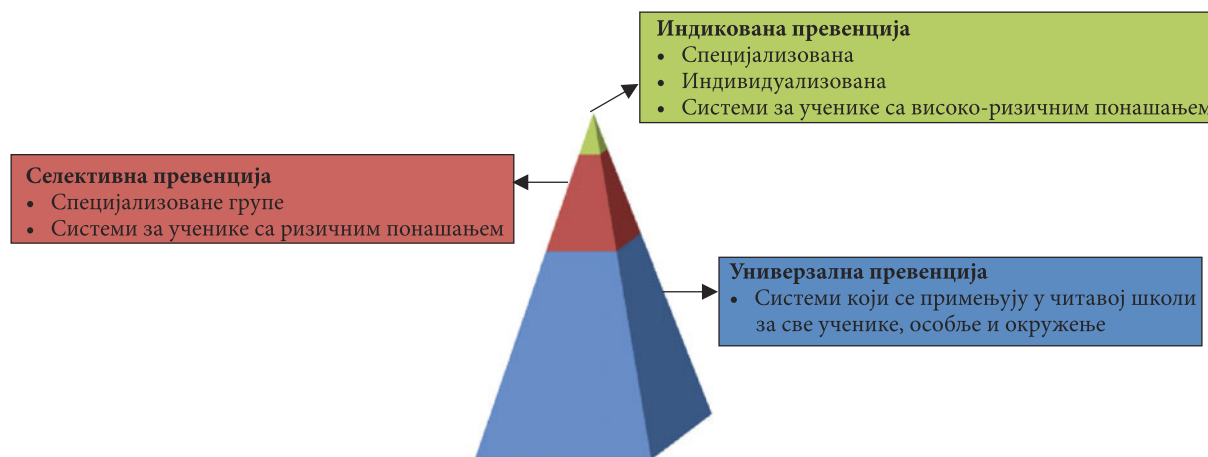 Индикована превенција
• Специјализована
• Индивидуализована
• Системи за ученике са високо-ризичним понашањем
Селективна превенција
• Специјализоване групе
• Системи за ученике са ризичним понашањем
Универзална превенција
• Системи који се примењују у читавој школи
за све ученике, особље и окружење